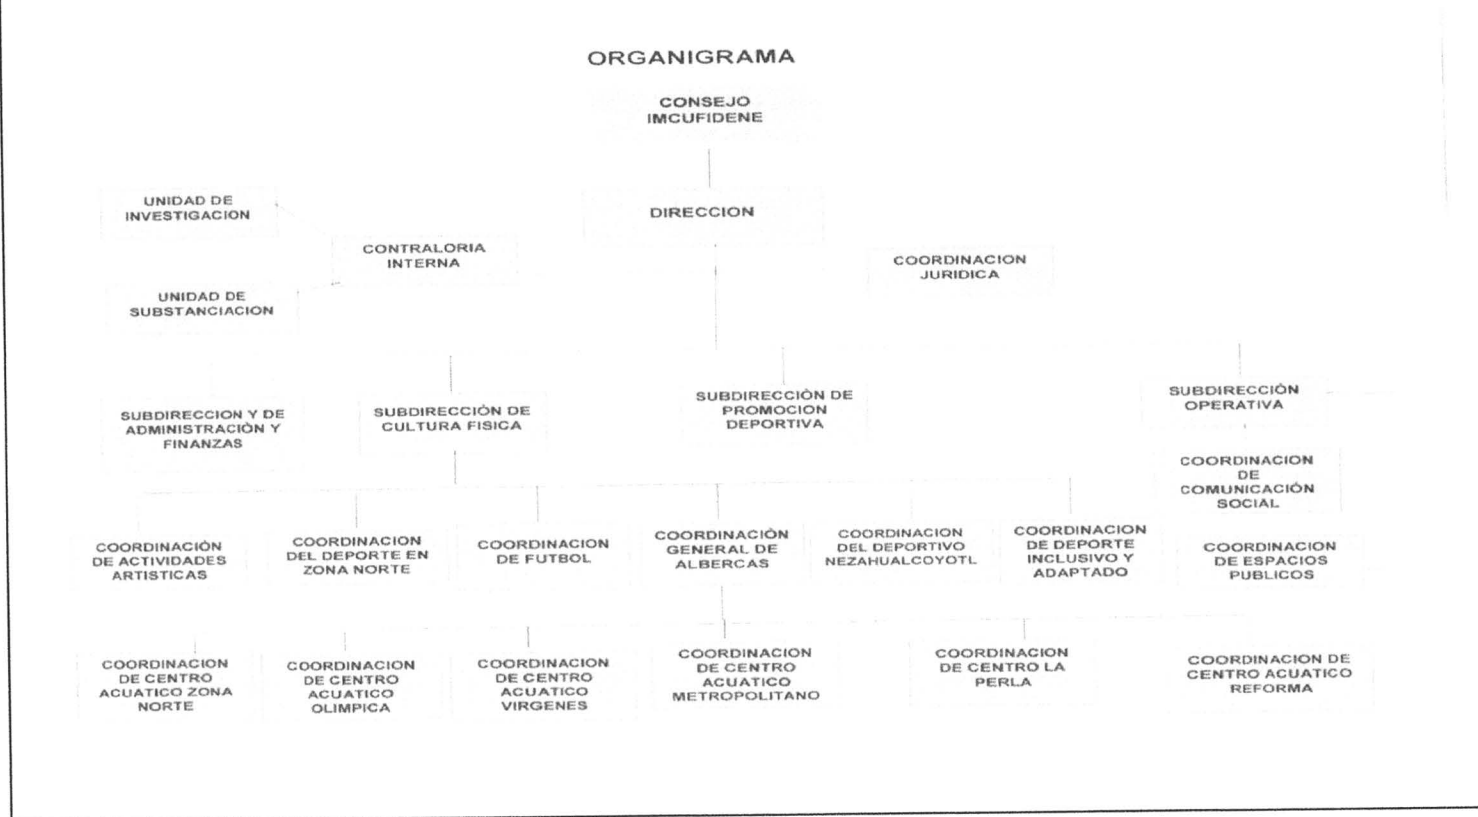 ORGANIGRAMA
CONSEJO
IMCUFIDENE
UNIDAD DE
INVESTIGACION
DIRECCION
CONTRALORIA
INTERNA
COORDINACION
JURIDICA
UNIDAD DE
SUBSTANCIACION
SUBDIRECCION Y DE
ADMINISTRACIÓN Y
FINANZAS
SUBDIRECCIÓN DE
CULTURA FISICA
SUBDIRECCIÓN DE
PROMOCION
DEPORTIVA
SUBDIRECCIÓN
OPERATIVA
COORDINACION
DE
COMUNICACIÓN
SOCIAL
COORDINACIÓN
DE ACTIVIDADES
ARTISTICAS
COORDINACION
DEL DEPORTE EN
ZONA NORTE
COORDINACION
DE FUTBOL
COORDINACIÓN
GENERAL DE
ALBERCAS
COORDINACION
DEL DEPORTIVO
NEZAHUALCOYOTL
COORDINACION
DE DEPORTE
INCLUSIVO Y
ADAPTADO
COORDINACION
DE ESPACIOS
PUBLICOS
COORDINACION
DE CENTRO
ACUATICO ZONA
NORTE
COORDINACION
DE CENTRO
ACUATICO
OLIMPICA
COORDINACION
DE CENTRO
ACUATICO
VIRGENES
COORDINACION
DE CENTRO
ACUATICO
METROPOLITANO
COORDINACION
DE CENTRO LA
PERLA
COORDINACION DE
CENTRO ACUATICO
REFORMA